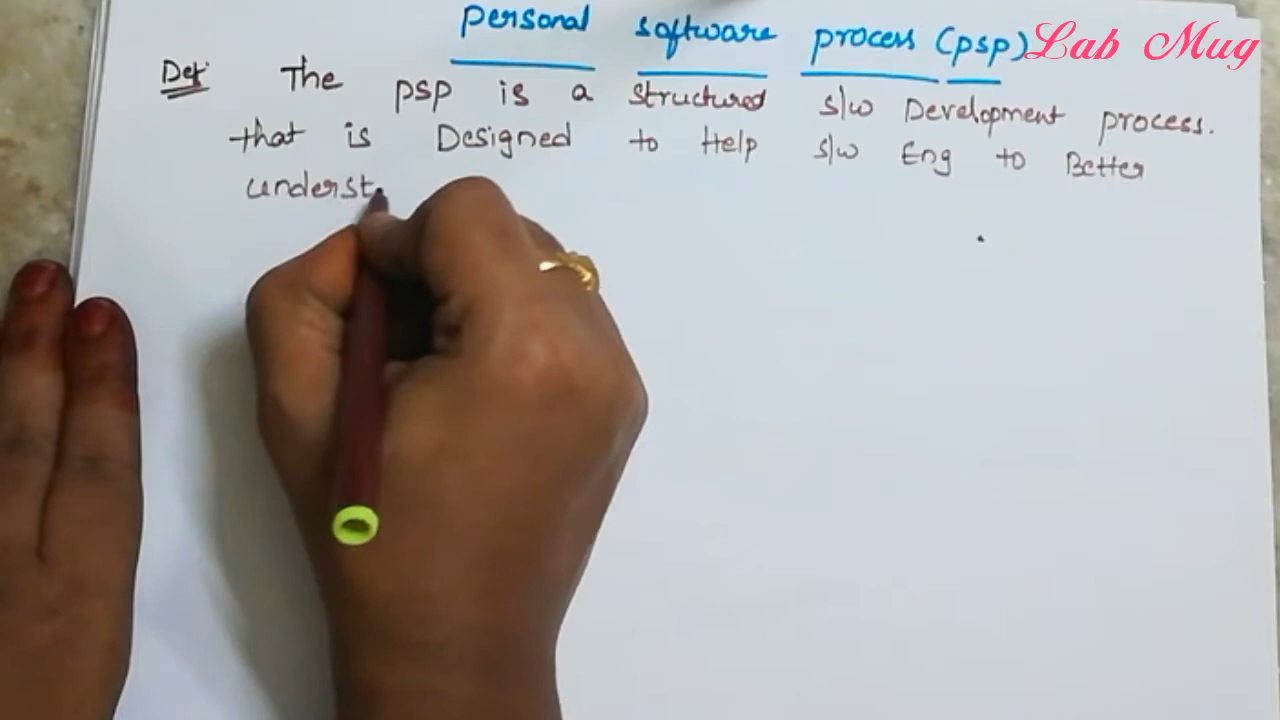 personal software process (psp)
Lab Mug
Def: The psp is a structured s/w Development process.
that is Designed to Help s/w Eng to Better
underst